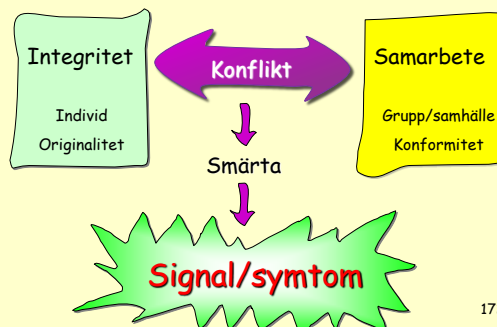 Integritet
Individ
Originalitet
Konflikt
Samarbete
Grupp/samhälle
Konformitet
Smärta
Signal/symtom
17